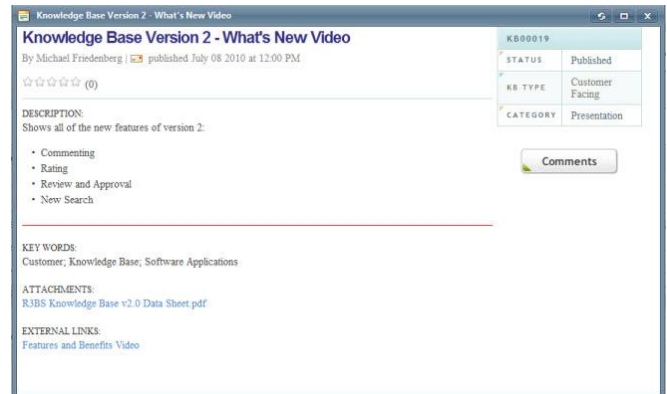 Knowledge Base Version 2 - What's New Video
Knowledge Base Version 2 - What's New Video
By Michael Friedenberg | published July 08 2010 at 12:00 PM
(0)
DESCRIPTION:
Shows all of the new features of version 2:
• Commenting
• Rating
• Review and Approval
• New Search
KEY WORDS:
Customer; Knowledge Base; Software Applications
ATTACHMENTS:
R3BS Knowledge Base v2.0 Data Sheet.pdf
EXTERNAL LINKS:
Features and Benefits Video
KB00019
STATUS Published
KB TYPE Customer
Facing
CATEGORY Presentation
Comments